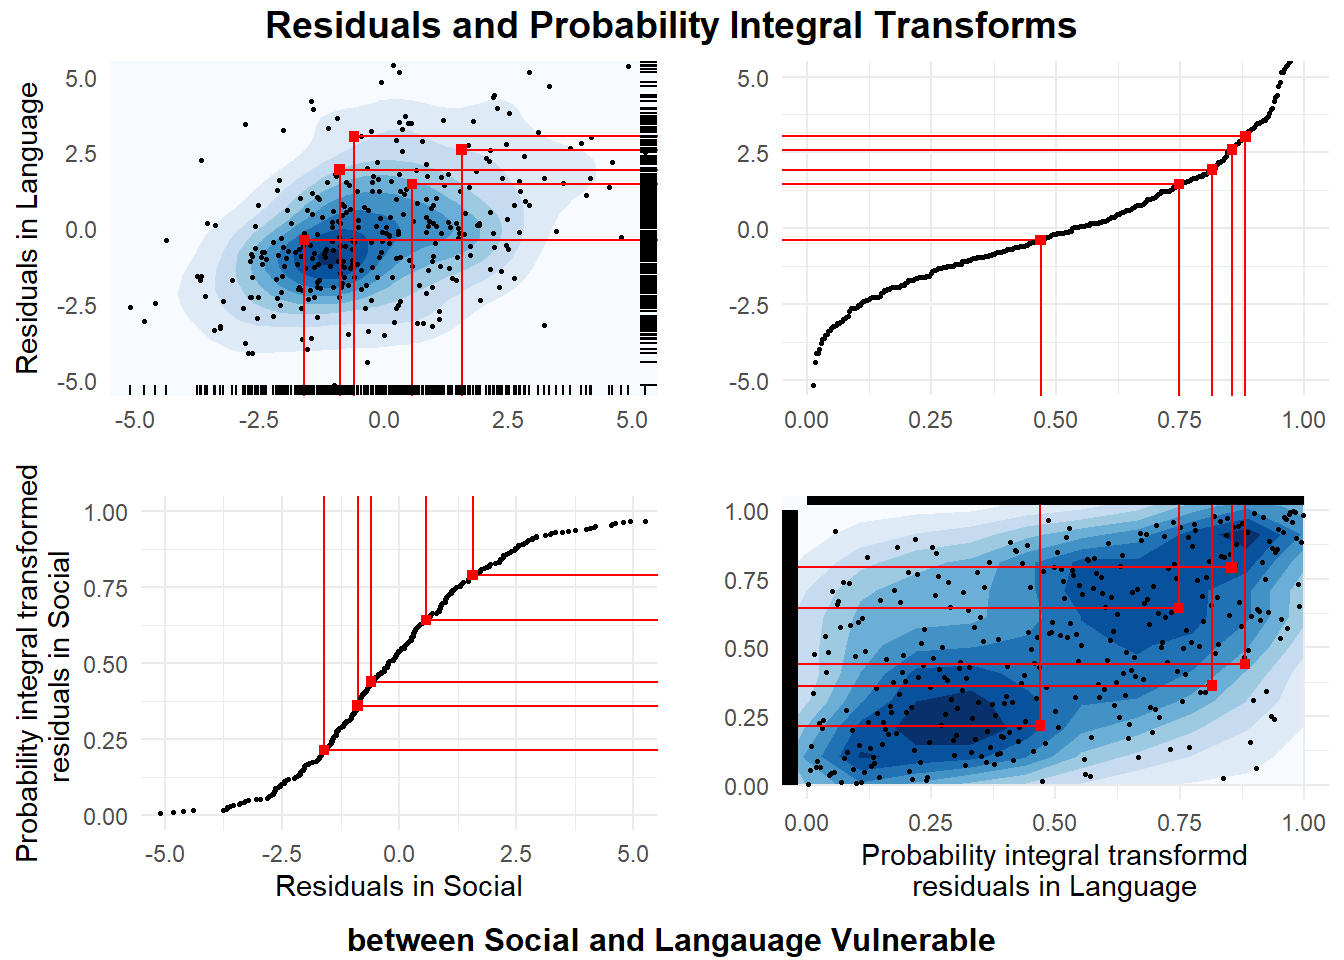 Residuals and Probability Integral Transforms
Residuals in Language
5.0
2.5
0.0
-2.5
-5.0
-5.0 -2.5 0.0 2.5 5.0
5.0
2.5
0.0
-2.5
-5.0
0.00 0.25 0.50 0.75 1.00
Probability integral transformed
residuals in Social
1.00
0.75
0.50
0.25
0.00
-5.0 -2.5 0.0 2.5 5.0
Residuals in Social
1.00
0.75
0.50
0.25
0.00
0.00 0.25 0.50 0.75 1.00
Probability integral transformd
residuals in Language
between Social and Langauage Vulnerable